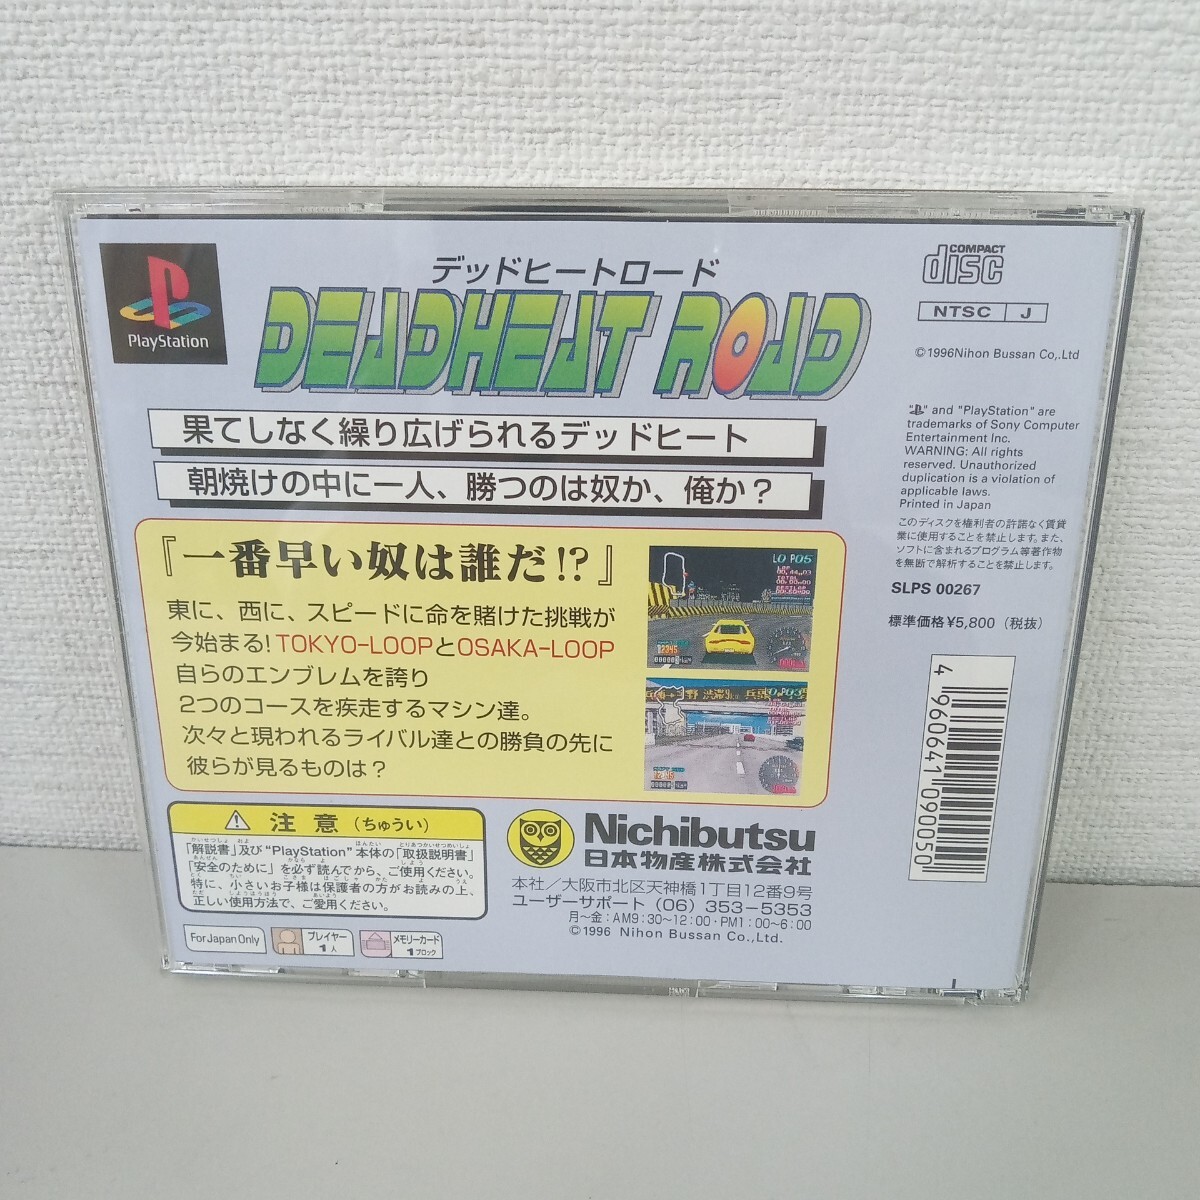 PlayStation
デッドヒートロード
DEADHEAT ROAD
COMPACT
disc
NTSC J
©1996Nihon Bussan Co,.Ltd
" " and "PlayStation" are
trademarks of Sony Computer
Entertainment Inc.
WARNING: All rights
reserved. Unauthorized
duplication is a violation of
applicable laws.
Printed in Japan
このディスクを権利者の許諾なく賃貸
業に使用することを禁止します。また、
ソフトに含まれるプログラム等著作物
を無断で解析することを禁止します。
SLPS 00267
標準価格¥5,800(税抜)
4 960641 090050
果てしなく繰り広げられるデッドヒート
朝焼けの中に一人、勝つのは奴か、俺か?
『一番早い奴は誰だ!?』
東に、西に、スピードに命を賭けた挑戦が
今始まる!TOKYO-LOOPとOSAKA-LOOP
自らのエンブレムを誇り
2つのコースを疾走するマシン達。
次々と現われるライバル達との勝負の先に
彼らが見るものは?
LO POS
TOTAL
注意(ちゅうい)
「解説書」及び"PlayStation"本体の「取扱説明書」
「安全のために」を必ず読んでから、ご使用ください。
特に、小さいお子様は保護者の方がお読みの上、
正しい使用方法で、ご愛用ください。
For Japan Only
プレイヤー
1人
メモリーカード
1ブロック
Nichibutsu
日本物産株式会社
本社/大阪市北区天神橋1丁目12番9号
ユーザーサポート (06) 353-5353
月~金:AM9:30~12:00・PM1:00~6:00
©1996 Nihon Bussan Co.,Ltd.